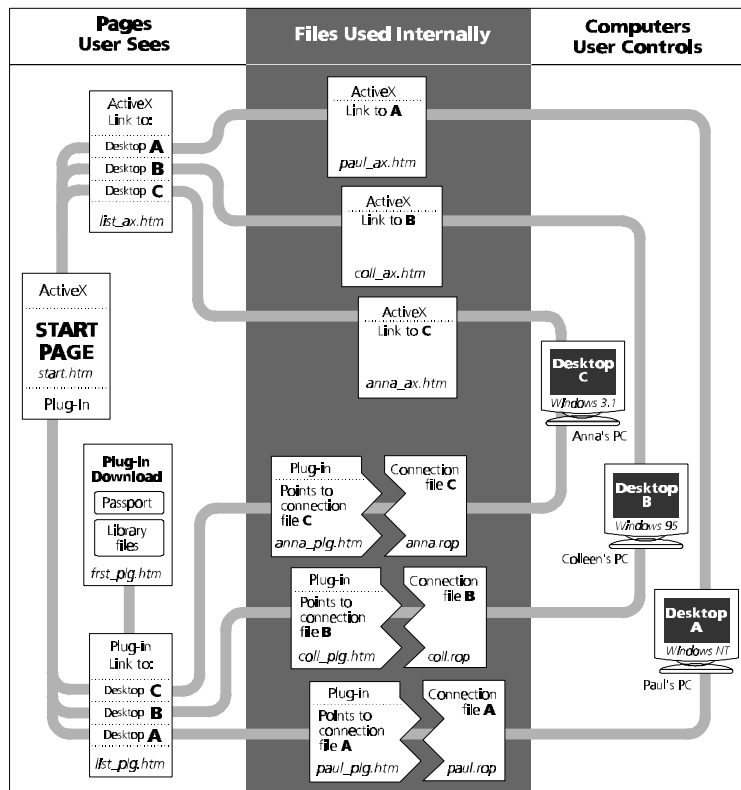 Pages
User Sees
Files Used Internally
Computers
User Controls
ActiveX
Link to:
Desktop A
Desktop B
Desktop C
list_ax.htm
ActiveX
Link to A
paul_ax.htm
ActiveX
Link to B
coll_ax.htm
ActiveX
Link to C
anna_ax.htm
ActiveX
START
PAGE
start.htm
Plug-In
Desktop
C
Windows 3.1
Anna's PC
Desktop
B
Windows 95
Colleen's PC
Desktop
A
Windows NT
Paul's PC
Plug-In
Download
Passport
Library
files
frst_plg.htm
Plug-in
Points to
connection
file C
anna_plg.htm
Connection
file C
anna.rop
Plug-in
Points to
connection
file B
coll_plg.htm
Connection
file B
coll.rop
Plug-in
Link to:
Desktop C
Desktop B
Desktop A
list_plg.htm
Plug-in
Points to
connection
file A
paul_plg.htm
Connection
file A
paul.rop